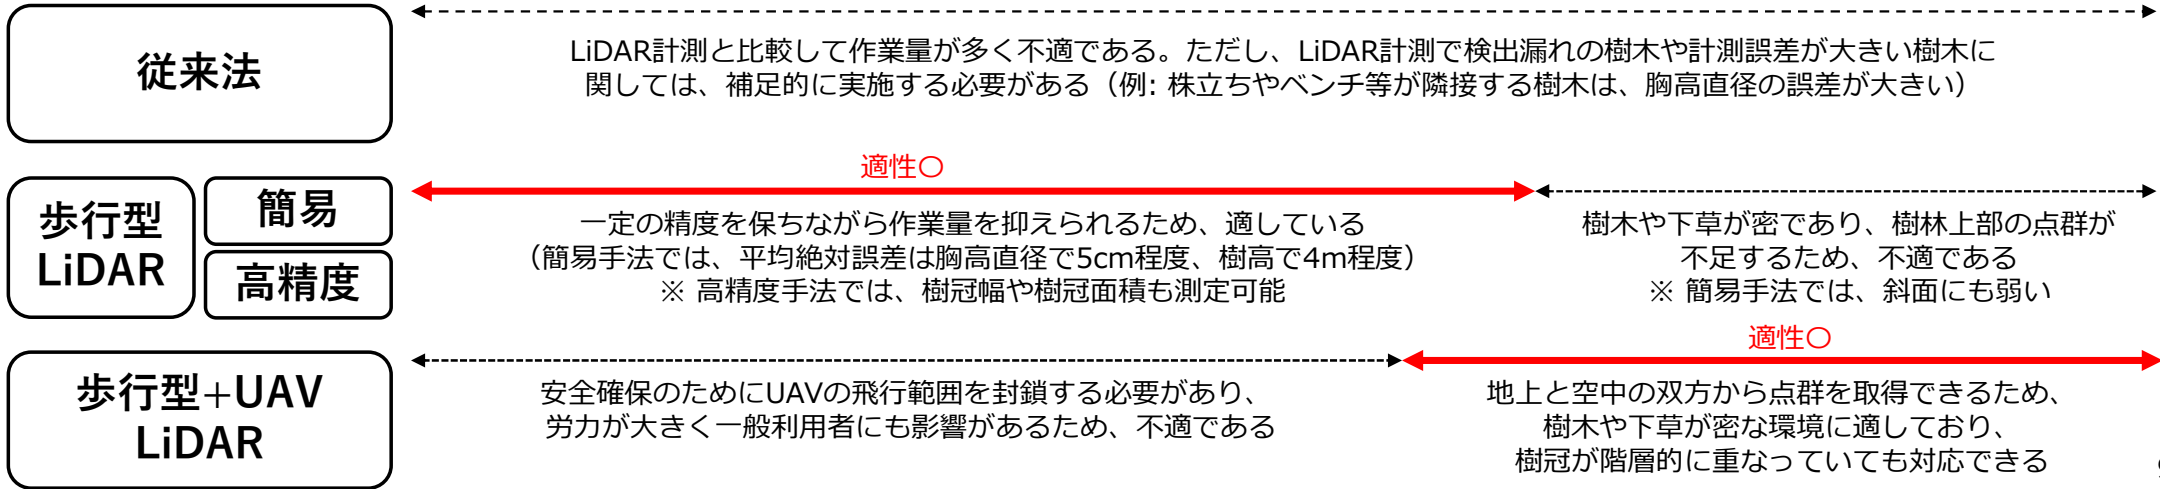 従来法
LiDAR計測と比較して作業量が多く不適である。ただし、LiDAR計測で検出漏れの樹木や計測誤差が大きい樹木に
関しては、補足的に実施する必要がある（例: 株立ちやベンチ等が隣接する樹木は、胸高直径の誤差が大きい）
歩行型
LiDAR
簡易
高精度
適性〇
一定の精度を保ちながら作業量を抑えられるため、適している
（簡易手法では、平均絶対誤差は胸高直径で5cm程度、樹高で4m程度）
※ 高精度手法では、樹冠幅や樹冠面積も測定可能
樹木や下草が密であり、樹林上部の点群が
不足するため、不適である
※ 簡易手法では、斜面にも弱い
歩行型+UAV
LiDAR
安全確保のためにUAVの飛行範囲を封鎖する必要があり、
労力が大きく一般利用者にも影響があるため、不適である
適性〇
地上と空中の双方から点群を取得できるため、
樹木や下草が密な環境に適しており、
樹冠が階層的に重なっていても対応できる